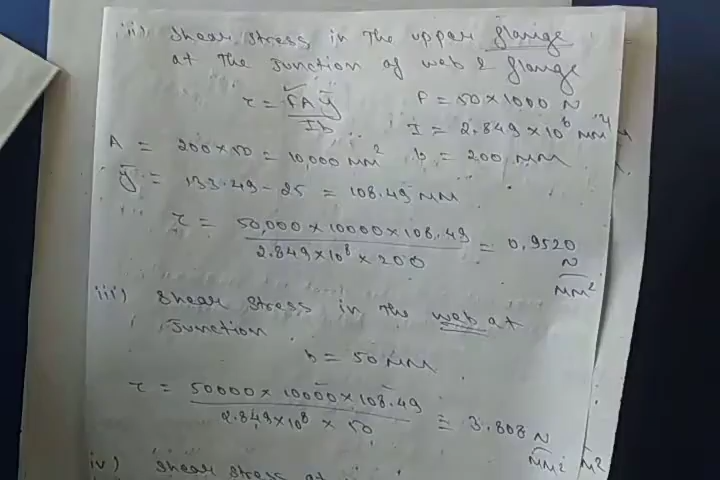 ii) Shear stress in the upper flange
at the Junction of web & flange
τ = FAȳ / Ib F = 50×1000 N
I = 2.849×10⁸ MM⁴
A = 200×50 = 10,000 MM² b = 200 MM
ȳ = 133.49 - 25 = 108.49 MM
τ = 50,000×10000×108.49 / 2.849×10⁸×200 = 0.9520 N/MM²
iii) Shear stress in the web at
Junction
b = 50 MM
τ = 50000×10000×108.49 / 2.849×10⁸×50 = 3.808 N/MM²
iv) Shear stress at